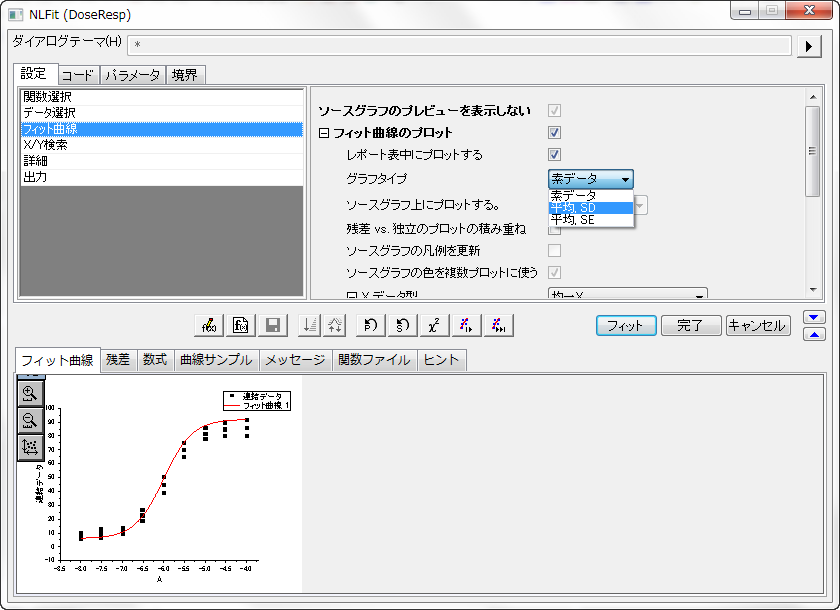 NLFit (DoseResp)
ダイアログテーマ(H) *
設定 コード パラメータ 境界
関数選択
データ選択
フィット曲線
X/Y検索
詳細
出力
ソースグラフのプレビューを表示しない
フィット曲線のプロット
レポート表中にプロットする
グラフタイプ 素データ
素データ
平均, SD
平均, SE
ソースグラフ上にプロットする。
残差 vs. 独立のプロットの積み重ね
ソースグラフの凡例を更新
ソースグラフの色を複数プロットに使う
Xデータ型 均一X
フィット 完了 キャンセル
フィット曲線 残差 数式 曲線サンプル メッセージ 関数ファイル ヒント
連結データ
フィット曲線 1
100
90
80
70
60
50
40
30
20
10
0
-10
連結データ
-8.5 -8.0 -7.5 -7.0 -6.5 -6.0 -5.5 -5.0 -4.5 -4.0
A